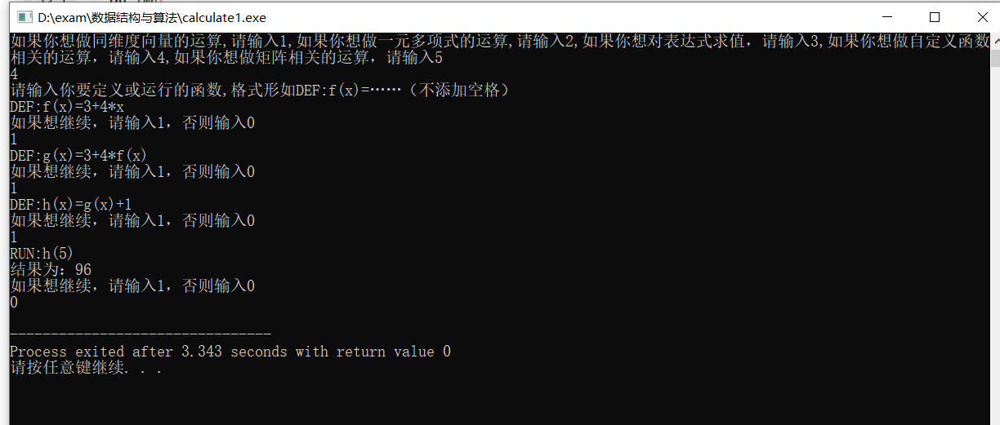 D:\exam\数据结构与算法\calculate1.exe
如果你想做同维度向量的运算,请输入1,如果你想做一元多项式的运算,请输入2,如果你想对表达式求值，请输入3,如果你想做自定义函数
相关的运算，请输入4,如果你想做矩阵相关的运算，请输入5
4
请输入你要定义或运行的函数,格式形如DEF:f(x)=……（不添加空格）
DEF:f(x)=3+4*x
如果想继续，请输入1，否则输入0
1
DEF:g(x)=3+4*f(x)
如果想继续，请输入1，否则输入0
1
DEF:h(x)=g(x)+1
如果想继续，请输入1，否则输入0
1
RUN:h(5)
结果为：96
如果想继续，请输入1，否则输入0
0
--------------------------------
Process exited after 3.343 seconds with return value 0
请按任意键继续. . .